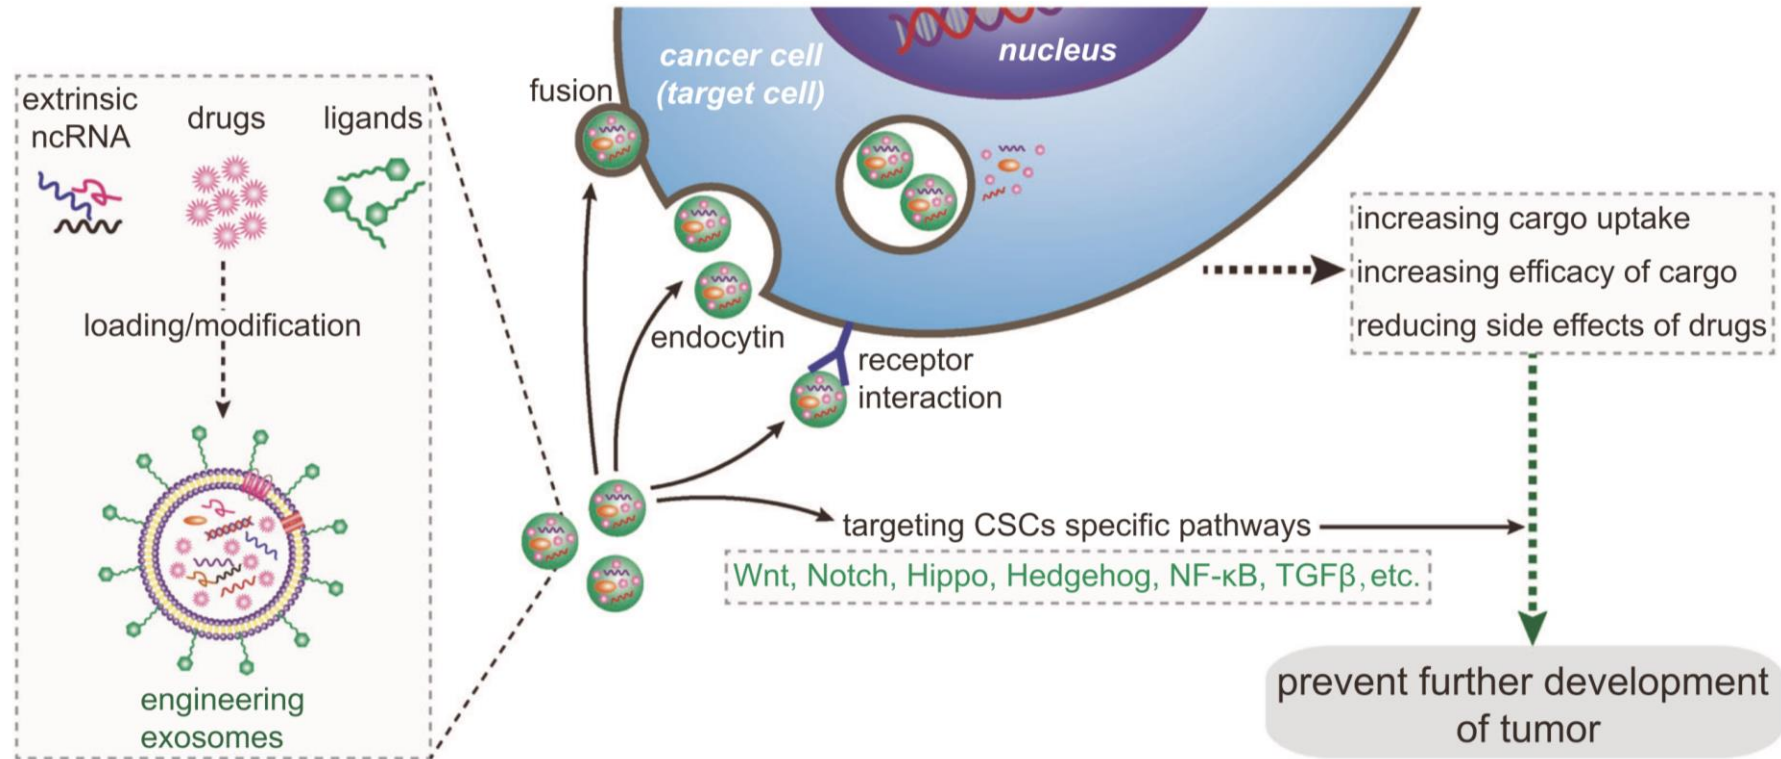 extrinsic
ncRNA
drugs
ligands
loading/modification
engineering
exosomes
fusion
cancer cell
(target cell)
nucleus
endocytin
receptor
interaction
targeting CSCs specific pathways
Wnt, Notch, Hippo, Hedgehog, NF-κB, TGFβ, etc.
increasing cargo uptake
increasing efficacy of cargo
reducing side effects of drugs
prevent further development
of tumor